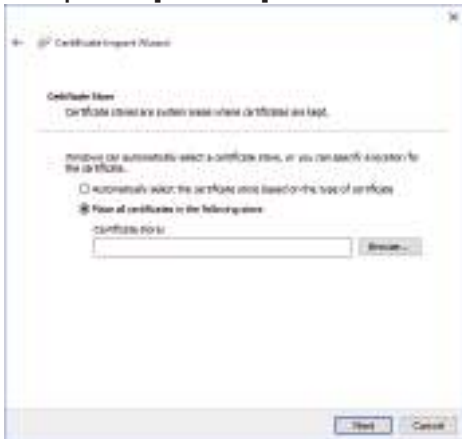 Certificate Import Wizard
Certificate Store
Certificate stores are system areas where certificates are kept.
Windows can automatically select a certificate store, or you can specify a location for
the certificate.
Automatically select the certificate store based on the type of certificate
Place all certificates in the following store
Certificate store:
Browse...
Next
Cancel